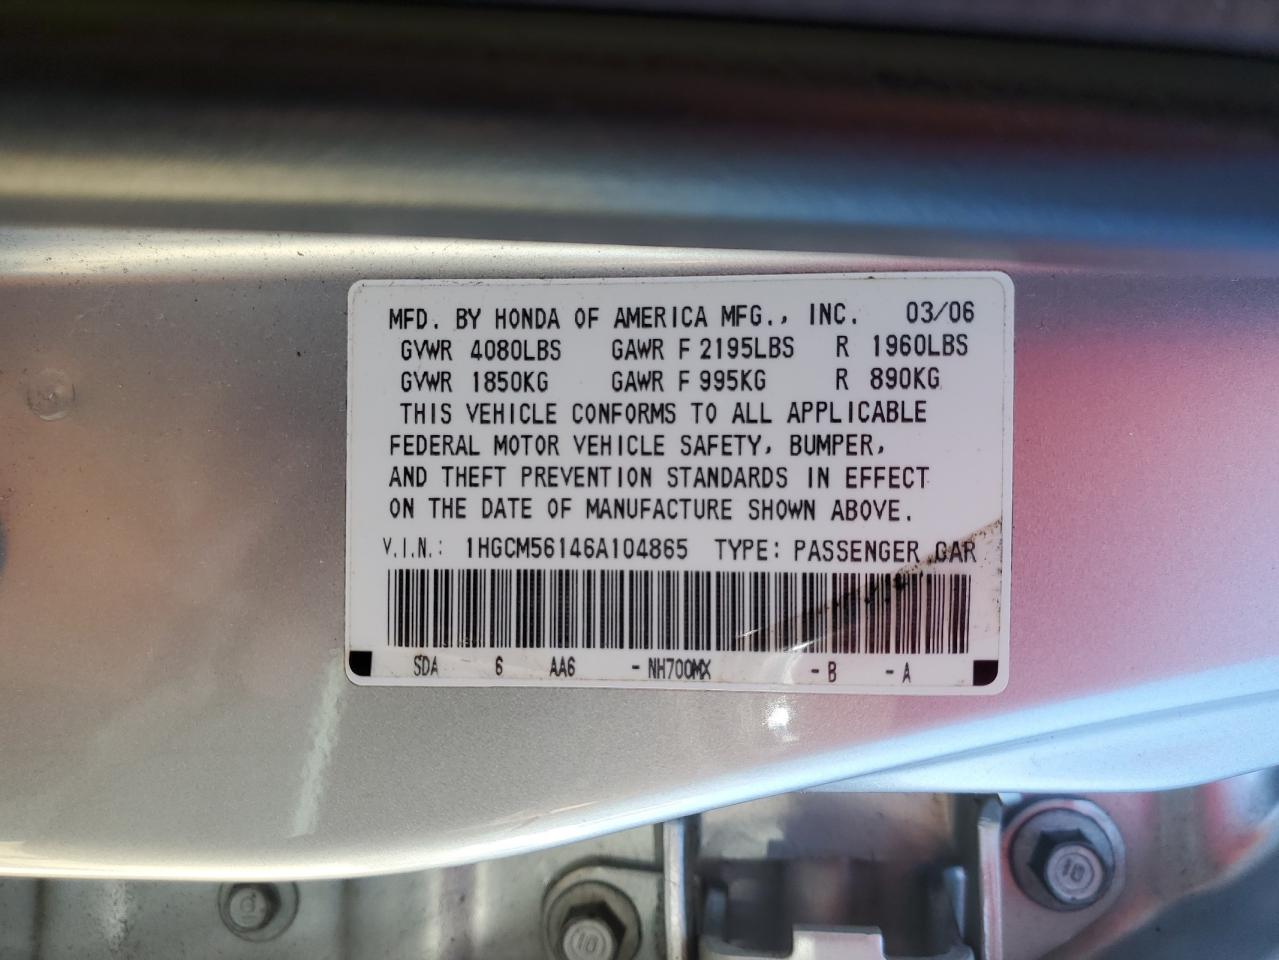 MFD. BY HONDA OF AMERICA MFG., INC. 03/06
GVWR 4080LBS GAWR F 2195LBS R 1960LBS
GVWR 1850KG GAWR F 995KG R 890KG
THIS VEHICLE CONFORMS TO ALL APPLICABLE
FEDERAL MOTOR VEHICLE SAFETY, BUMPER,
AND THEFT PREVENTION STANDARDS IN EFFECT
ON THE DATE OF MANUFACTURE SHOWN ABOVE.
V.I.N.: 1HGCM56146A104865 TYPE: PASSENGER CAR
SDA 6 AA6 -NH700MX -B -A
10
10